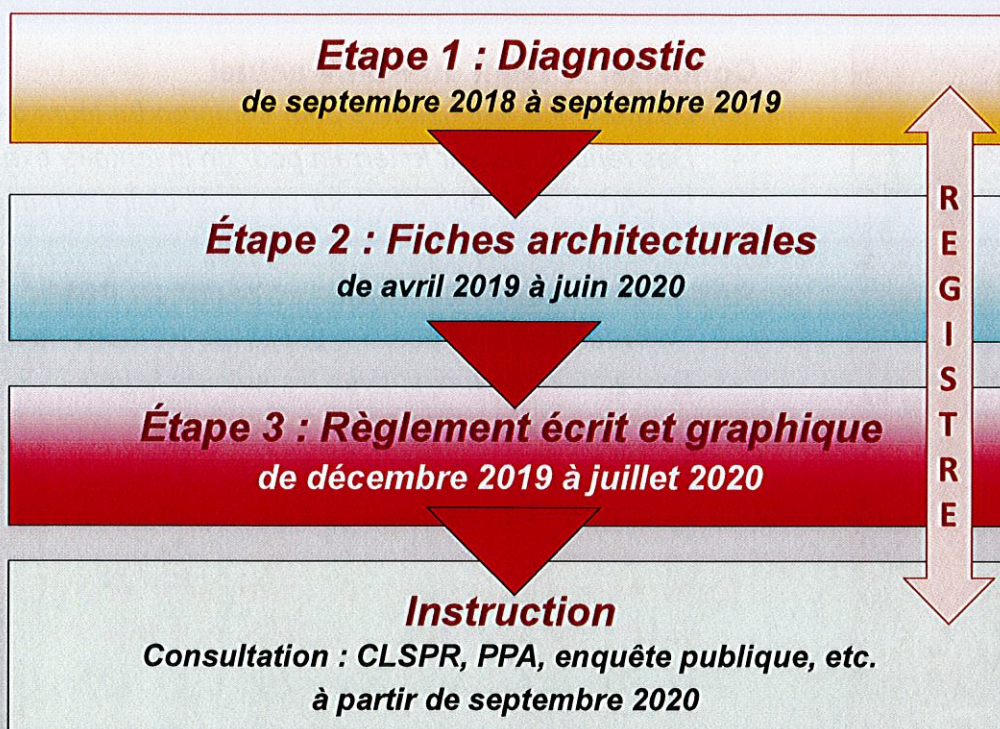 Etape 1 : Diagnostic
de septembre 2018 à septembre 2019
Étape 2 : Fiches architecturales
de avril 2019 à juin 2020
Étape 3 : Règlement écrit et graphique
de décembre 2019 à juillet 2020
Instruction
Consultation : CLSPR, PPA, enquête publique, etc.
à partir de septembre 2020
REGISTRE